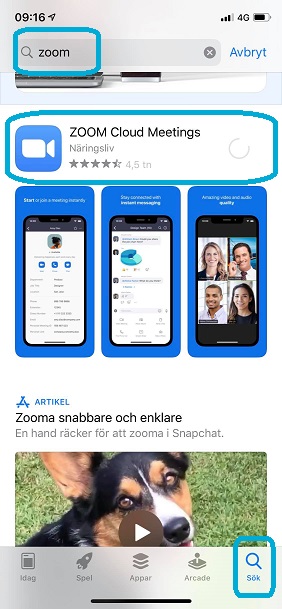 09:16
zoom
Avbryt
ZOOM Cloud Meetings
Näringsliv
4,5 tn
Start or join a meeting instantly
Stay connected with
instant messaging
Amazing video and audio
quality
ARTIKEL
Zooma snabbare och enklare
En hand räcker för att zooma i Snapchat.
Idag
Spel
Appar
Arcade
Sök